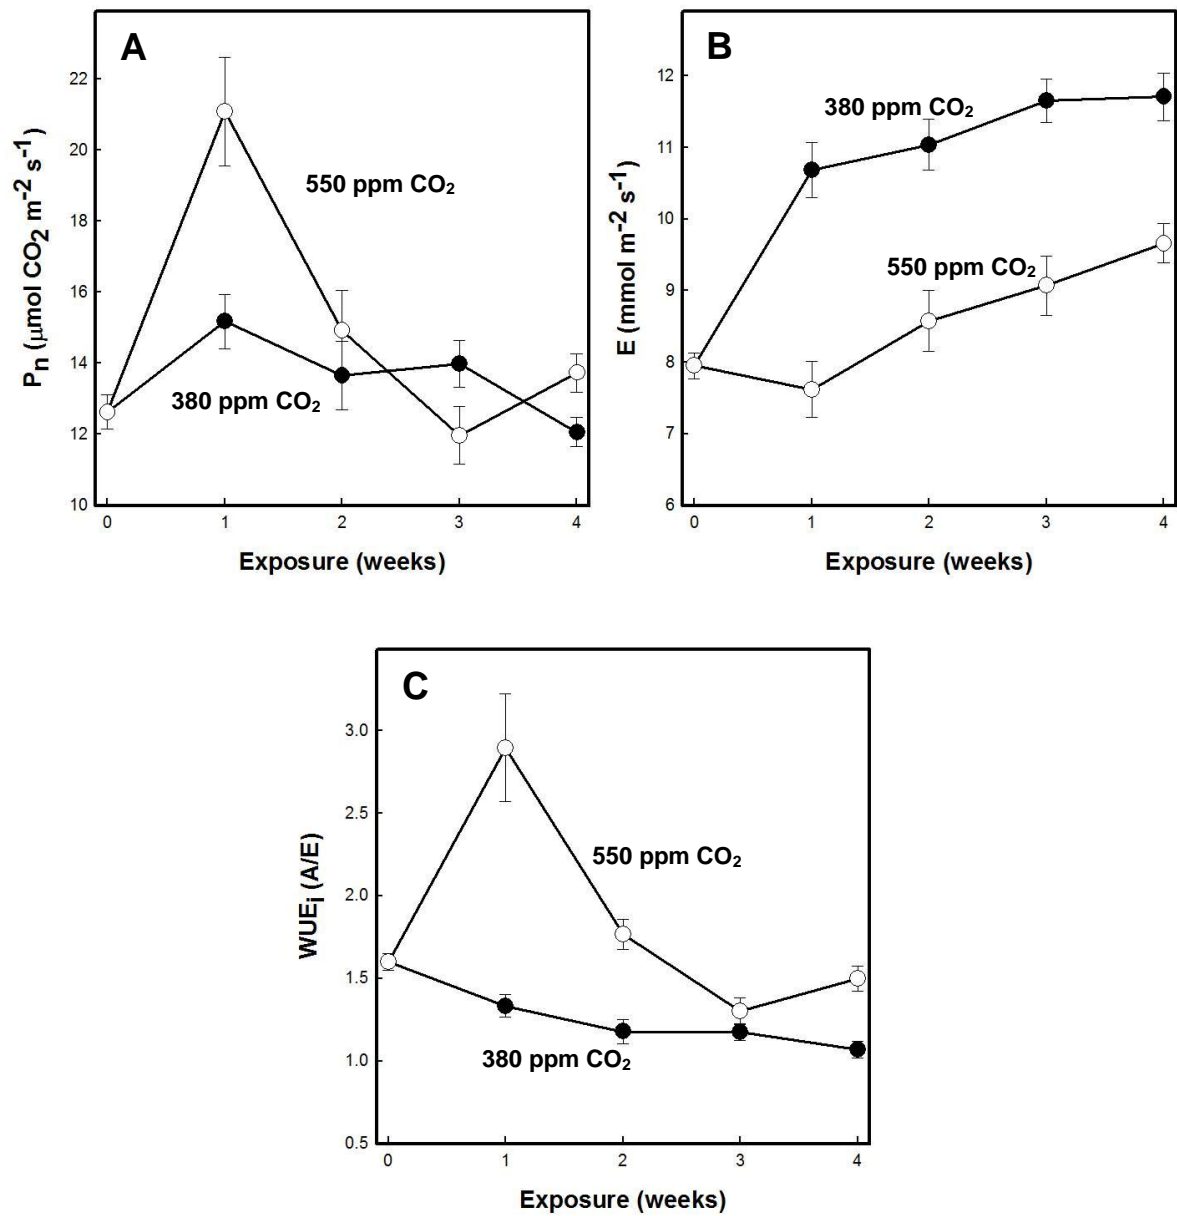 A
22
20
18
16
14
12
10
550 ppm CO₂
380 ppm CO₂
Pn (μmol CO₂ m⁻² s⁻¹)
0 1 2 3 4
Exposure (weeks)
B
12
11
10
9
8
7
6
380 ppm CO₂
550 ppm CO₂
E (mmol m⁻² s⁻¹)
0 1 2 3 4
Exposure (weeks)
C
3.0
2.5
2.0
1.5
1.0
0.5
550 ppm CO₂
380 ppm CO₂
WUEi (A/E)
0 1 2 3 4
Exposure (weeks)